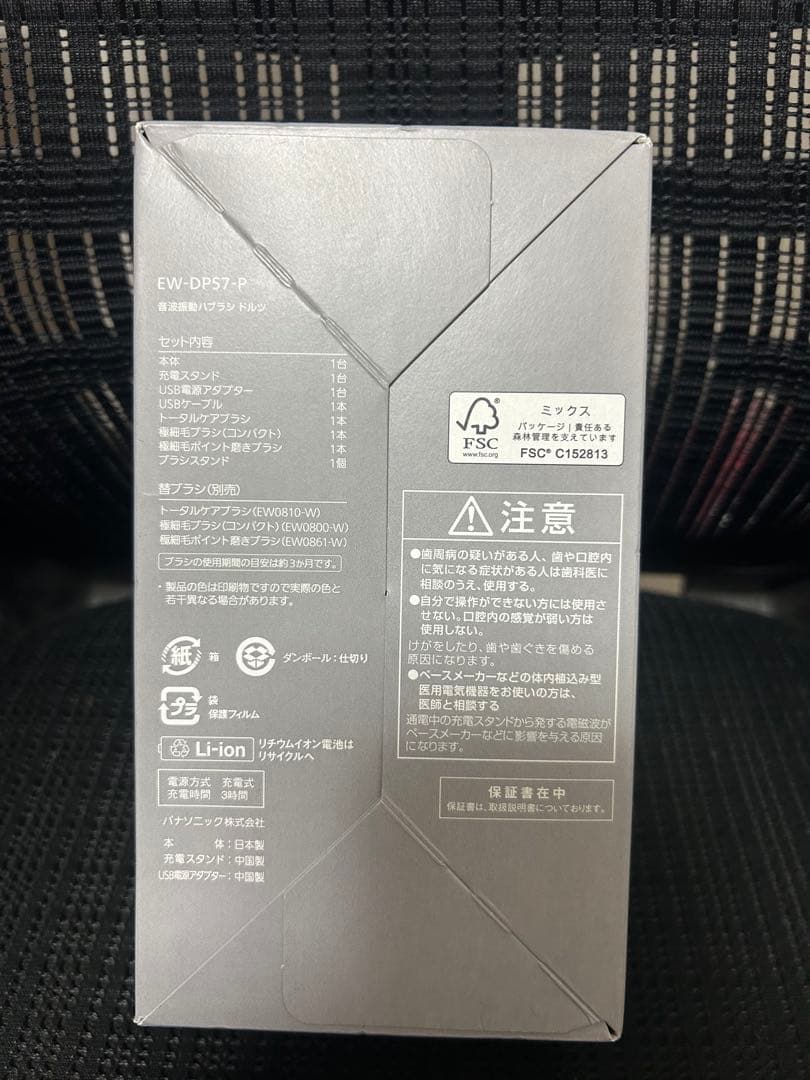 EW-DPS7-P
音波振動ハブラシ ドルツ
セット内容
本体 1台
充電スタンド 1台
USB電源アダプター 1台
USBケーブル 1本
トータルケアブラシ 1本
極細毛ブラシ(コンパクト) 1本
極細毛ポイント磨きブラシ 1本
ブラシスタンド 1個
替ブラシ(別売)
トータルケアブラシ(EW0810-W)
極細毛ブラシ(コンパクト)(EW0800-W)
極細毛ポイント磨きブラシ(EW0861-W)
ブラシの使用期間の目安は約3か月です。
・製品の色は印刷物ですので実際の色と
若干異なる場合があります。
紙 箱 ダンボール:仕切り
プラ 袋
保護フィルム
Li-ion リチウムイオン電池は
リサイクルへ
電源方式 充電式
充電時間 3時間
パナソニック株式会社
本体:日本製
充電スタンド:中国製
USB電源アダプター:中国製
FSC®
www.fsc.org
ミックス
パッケージ|責任ある
森林管理を支えています
FSC® C152813
注意
●歯周病の疑いがある人、歯や口腔内
に気になる症状がある人は歯科医に
相談のうえ、使用する。
●自分で操作ができない方には使用さ
せない。口腔内の感覚が弱い方は
使用しない。
けがをしたり、歯や歯ぐきを傷める
原因になります。
●ペースメーカーなどの体内植込み型
医用電気機器をお使いの方は、
医師と相談する
通電中の充電スタンドから発する電磁波が
ペースメーカーなどに影響を与える原因
になります。
保証書在中
保証書は、取扱説明書についております。